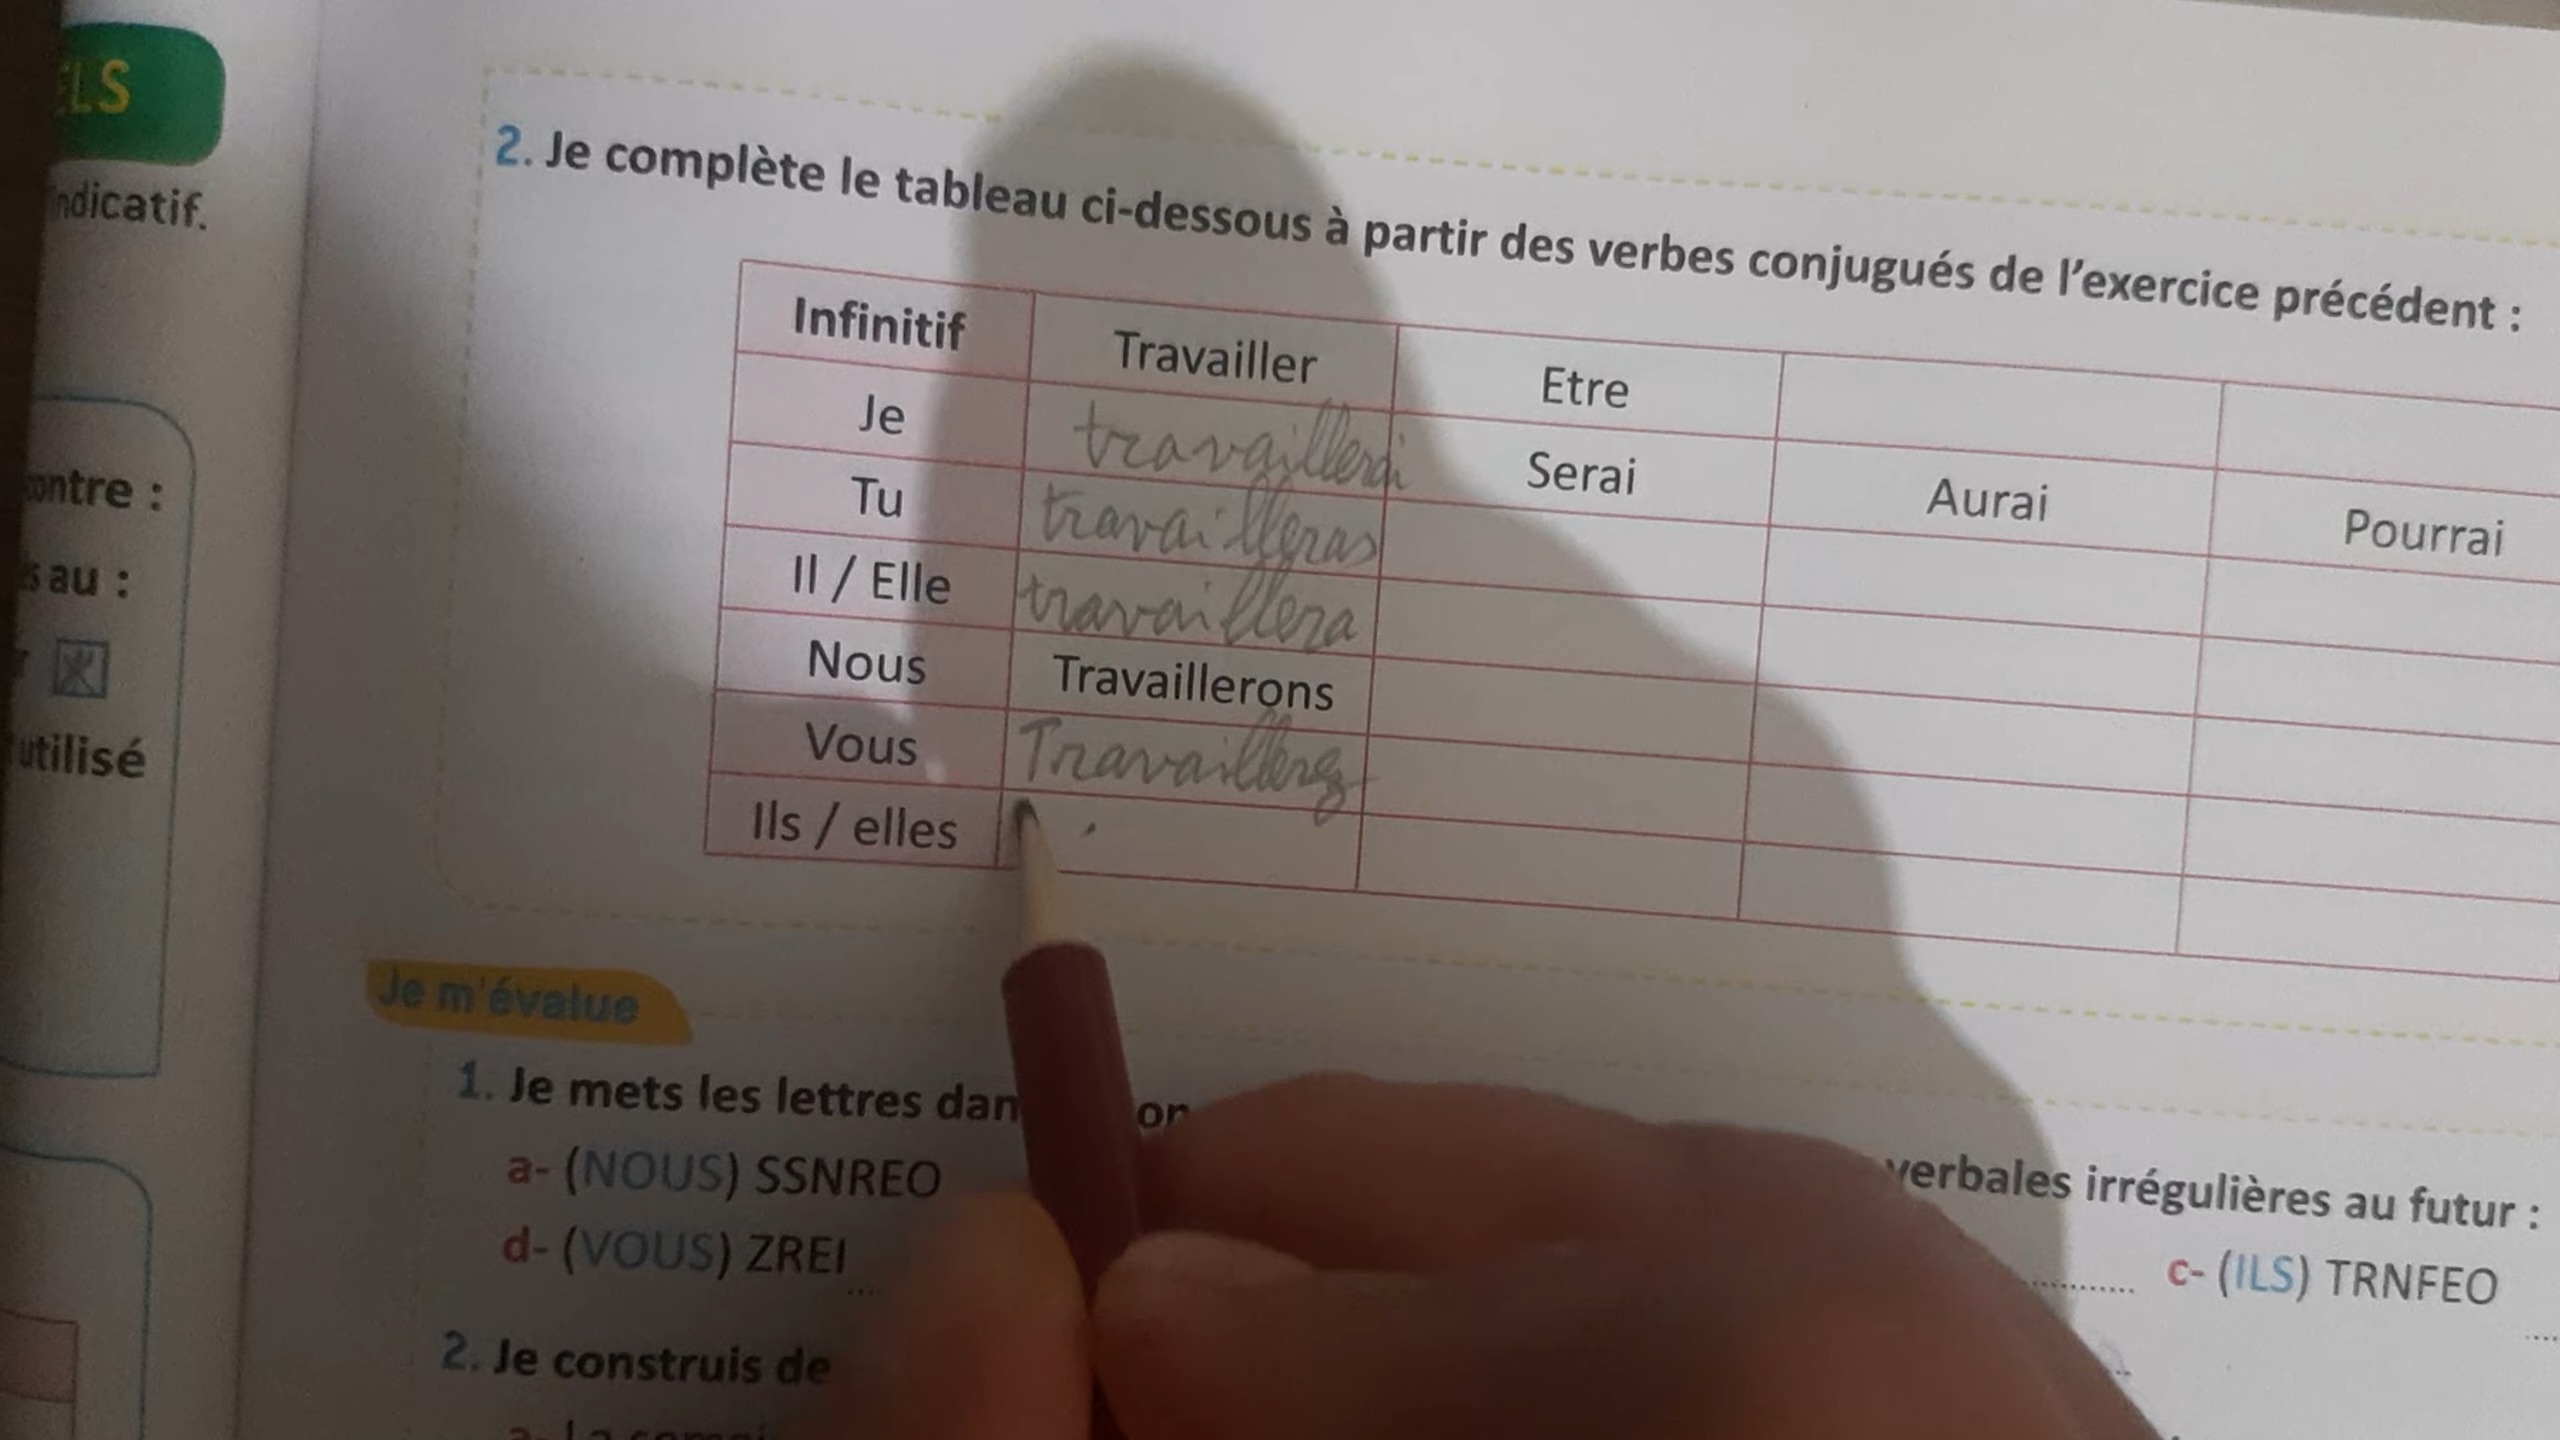 LS
ndicatif.
contre :
s au :
utilisé
2. Je complète le tableau ci-dessous à partir des verbes conjugués de l'exercice précédent :
Infinitif Travailler Etre
Je travaillerai Serai Aurai Pourrai
Tu travailleras
Il / Elle travaillera
Nous Travaillerons
Vous Travaillerez
Ils / elles
Je m'évalue
1. Je mets les lettres dan on verbales irrégulières au futur :
a- (NOUS) SSNREO c- (ILS) TRNFEO
d- (VOUS) ZREI
2. Je construis de